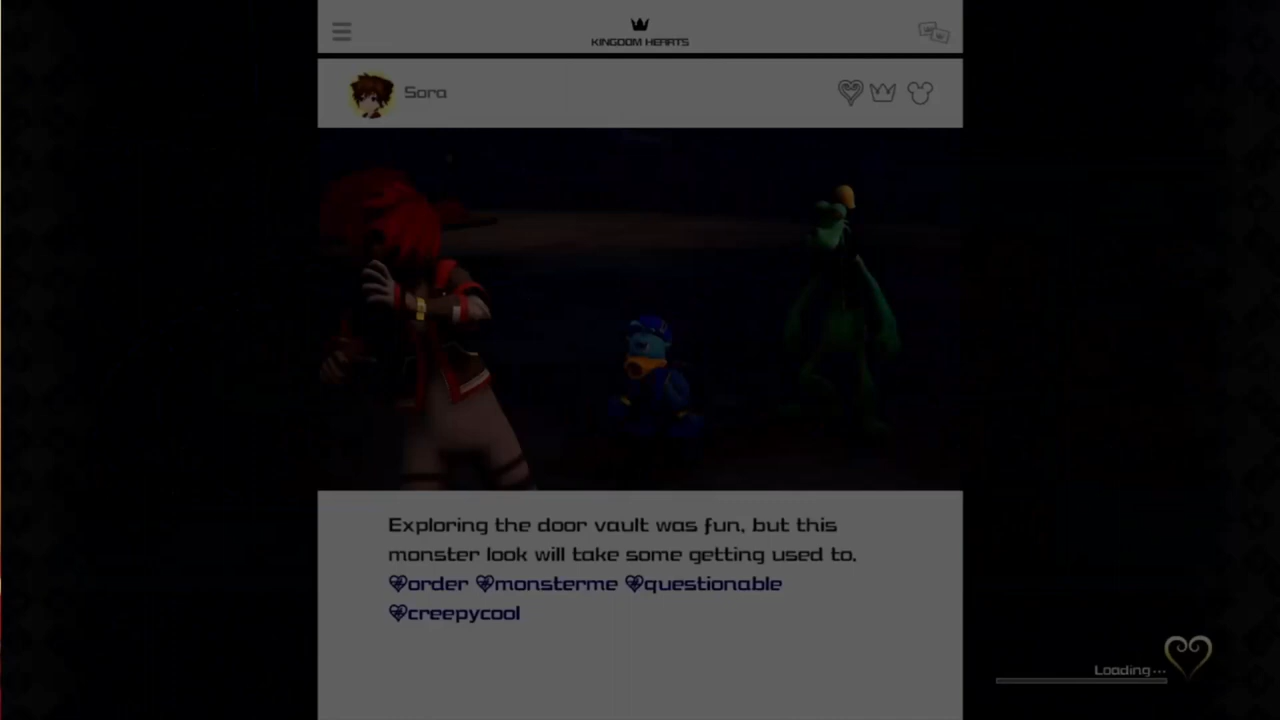 KINGDOM HEARTS
Sora
Exploring the door vault was fun, but this
monster look will take some getting used to.
order monsterme questionable
creepycool
Loading...